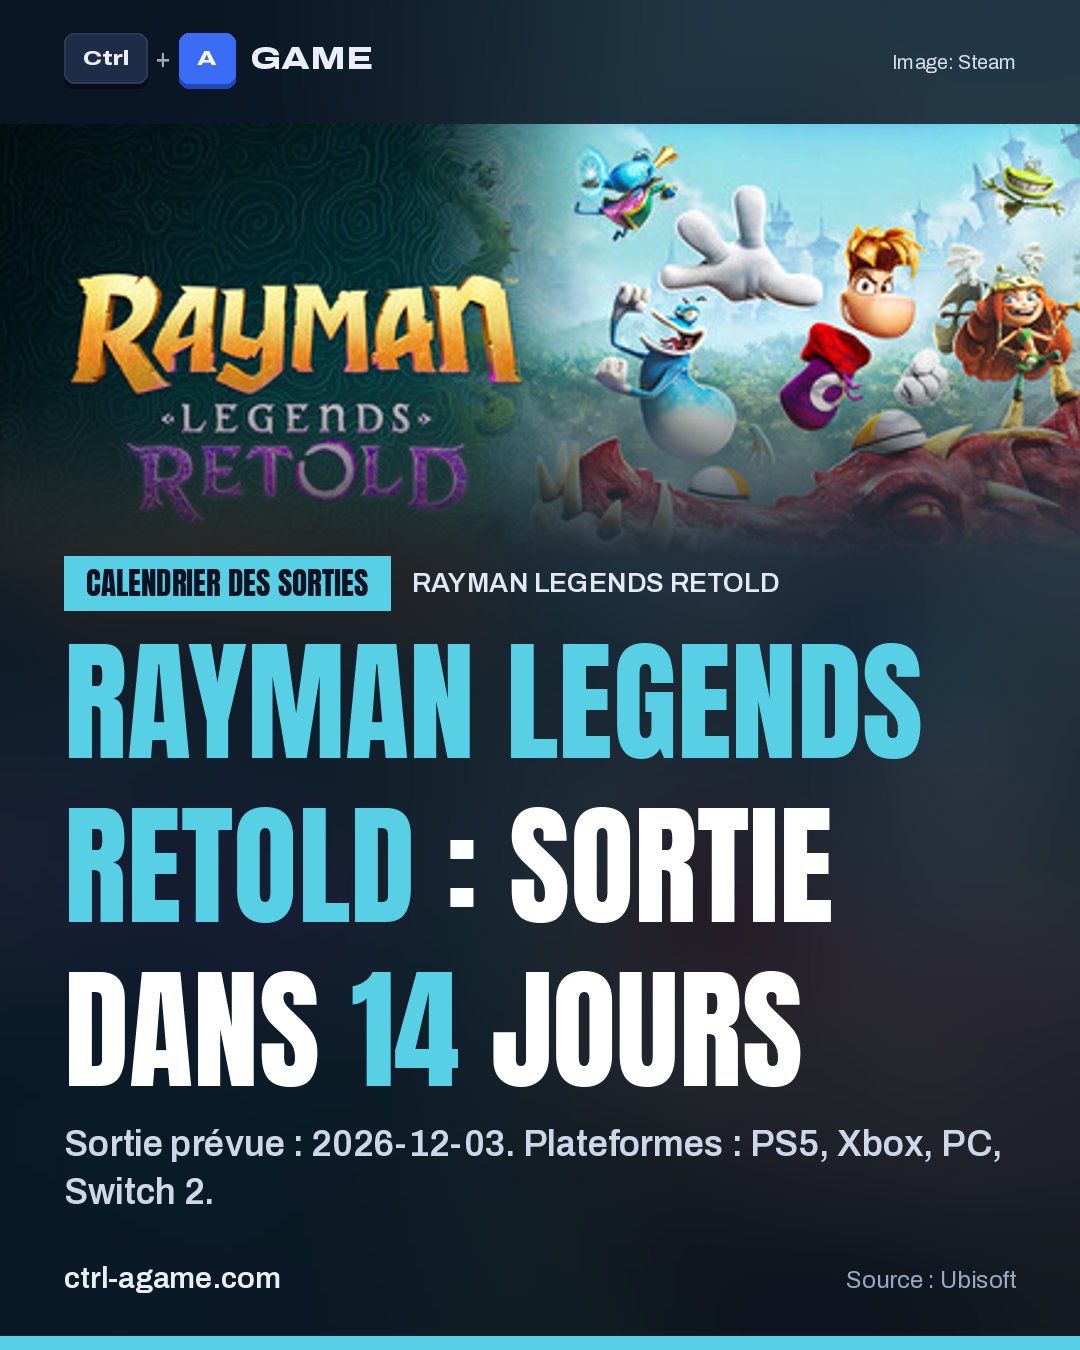 Ctrl + A GAME
Image: Steam
RAYMAN
LEGENDS
RETOLD
CALENDRIER DES SORTIES RAYMAN LEGENDS RETOLD
RAYMAN LEGENDS
RETOLD : SORTIE
DANS 14 JOURS
Sortie prévue : 2026-12-03. Plateformes : PS5, Xbox, PC,
Switch 2.
ctrl-agame.com
Source : Ubisoft